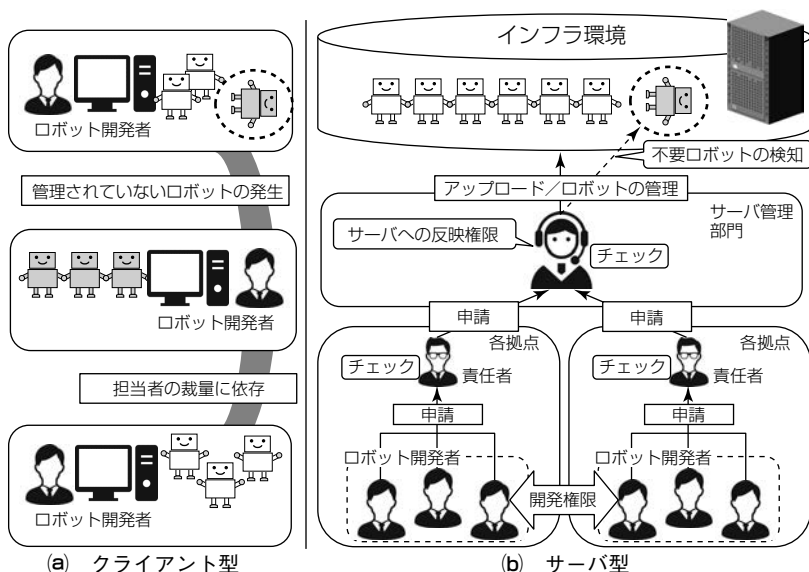 ロボット開発者
管理されていないロボットの発生
ロボット開発者
担当者の裁量に依存
ロボット開発者
(a) クライアント型
インフラ環境
不要ロボットの検知
アップロード/ロボットの管理
サーバ管理
部門
サーバへの反映権限
チェック
申請
申請
各拠点
チェック
責任者
申請
ロボット開発者
各拠点
チェック
責任者
申請
ロボット開発者
開発権限
(b) サーバ型